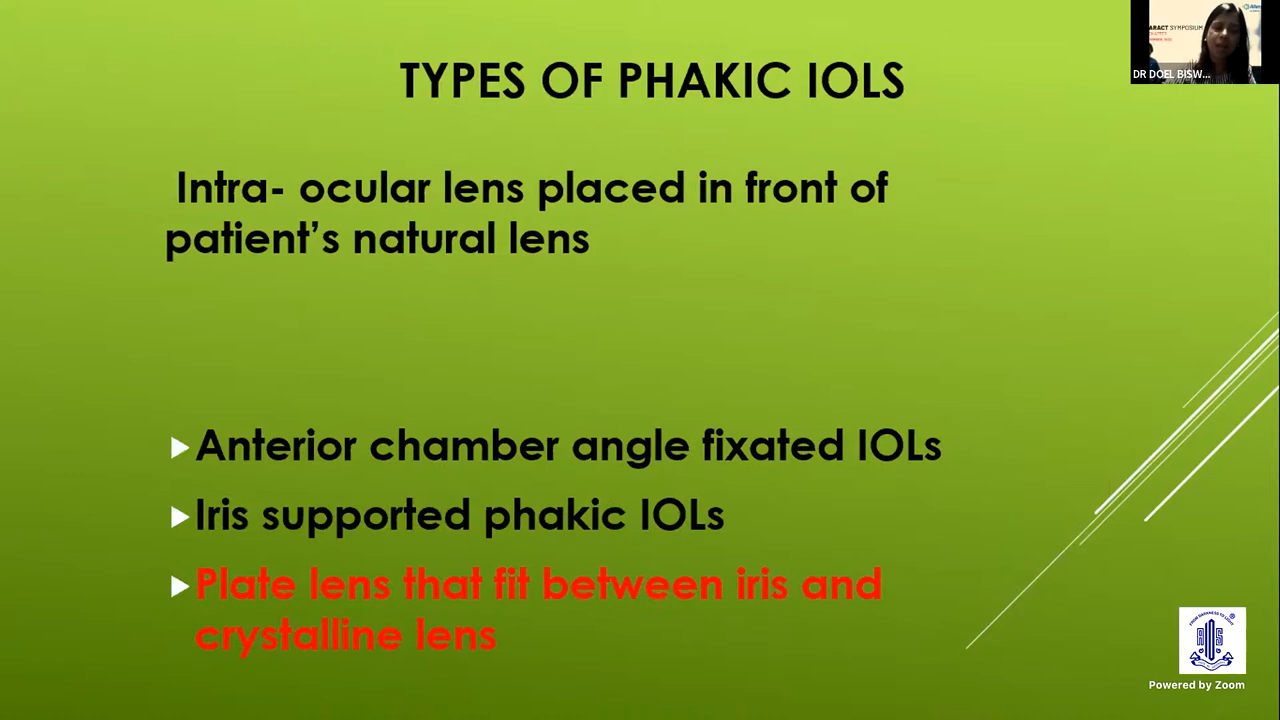 TYPES OF PHAKIC IOLS
Intra- ocular lens placed in front of
patient's natural lens
Anterior chamber angle fixated IOLs
Iris supported phakic IOLs
Plate lens that fit between iris and
crystalline lens
ARACT SYMPOSIUM
DR DOEL BISW...
Powered by Zoom